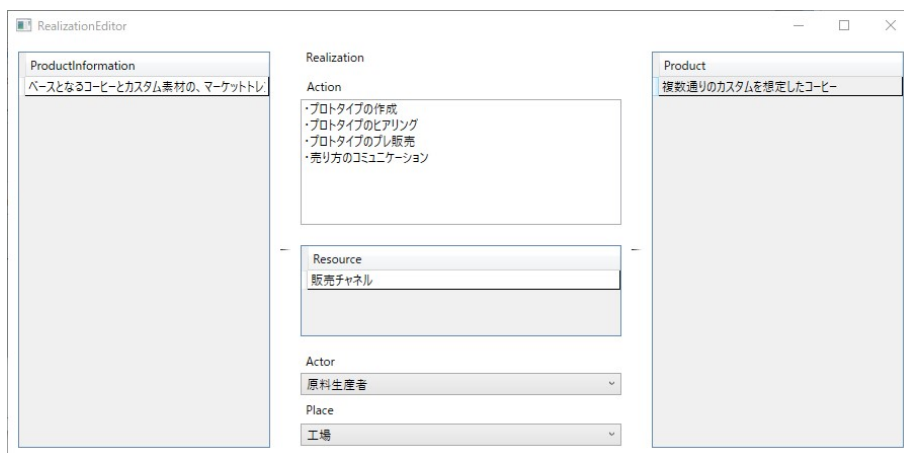 RealizationEditor
ProductInformation
ベースとなるコーヒーとカスタム素材の、マーケットトレン
Realization
Action
・プロトタイプの作成
・プロトタイプのヒアリング
・プロトタイプのプレ販売
・売り方のコミュニケーション
Resource
販売チャネル
Actor
原料生産者
Place
工場
Product
複数通りのカスタムを想定したコーヒー